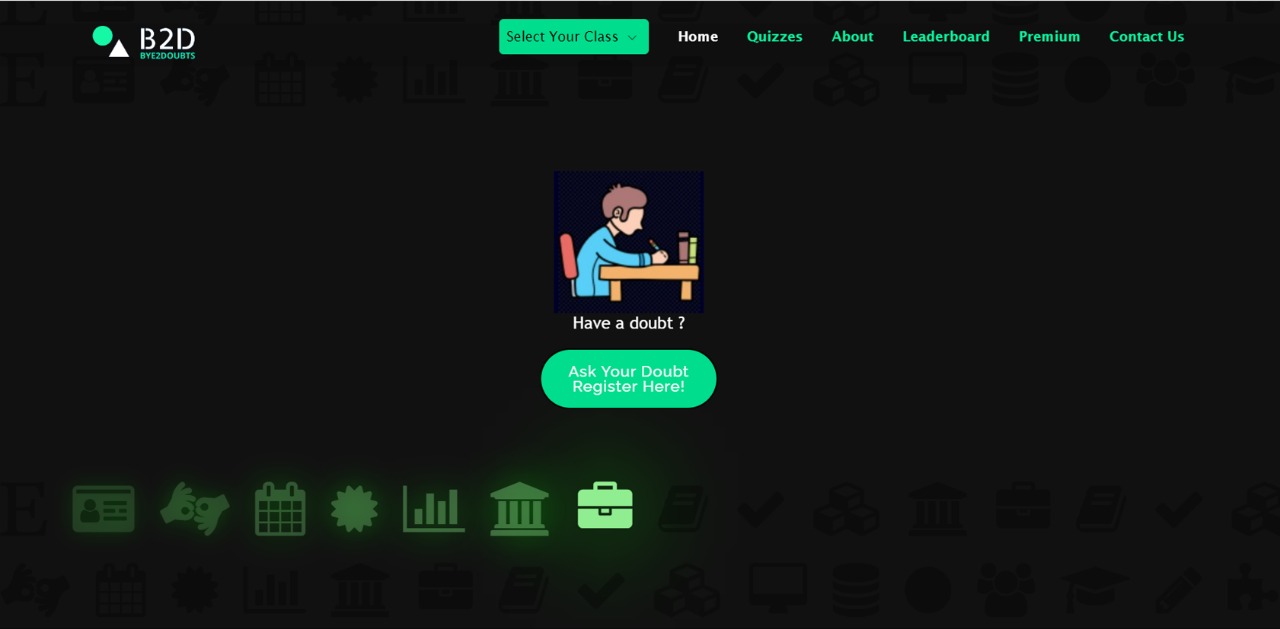 B2D
BYE2DOUBTS
Select Your Class
Home
Quizzes
About
Leaderboard
Premium
Contact Us
Have a doubt ?
Ask Your Doubt
Register Here!